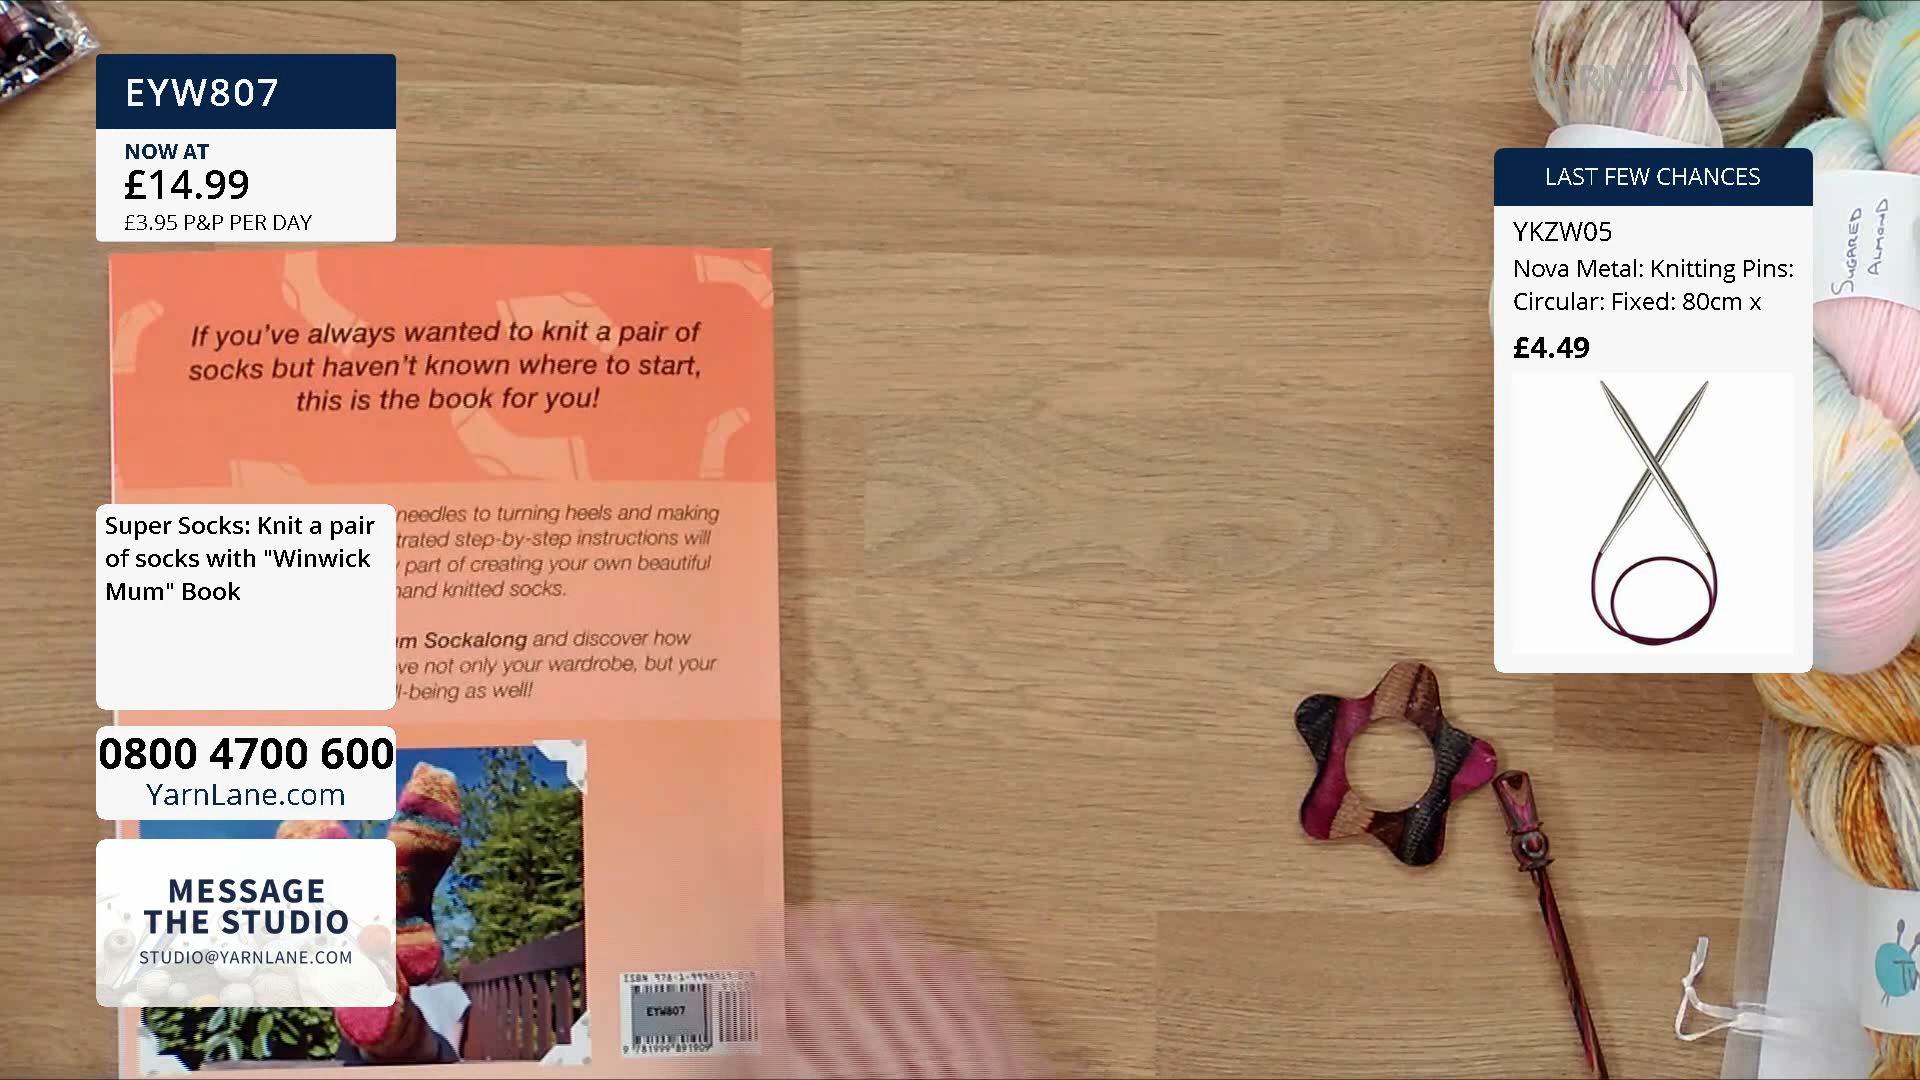 EYW807
NOW AT
£14.99
£3.95 P&P PER DAY
If you've always wanted to knit a pair of
socks but haven't known where to start,
this is the book for you!
needles to turning heels and making
step-by-step instructions will
part of creating your own beautiful
hand knitted socks.
Sockalong and discover how
not only your wardrobe, but your
as well!
Super Socks: Knit a pair
of socks with "Winwick
Mum" Book
0800 4700 600
YarnLane.com
MESSAGE
THE STUDIO
STUDIO@YARNLANE.COM
EYW807
LAST FEW CHANCES
YKZW05
Nova Metal: Knitting Pins:
Circular: Fixed: 80cm x
£4.49
SUGARED
ALMOND